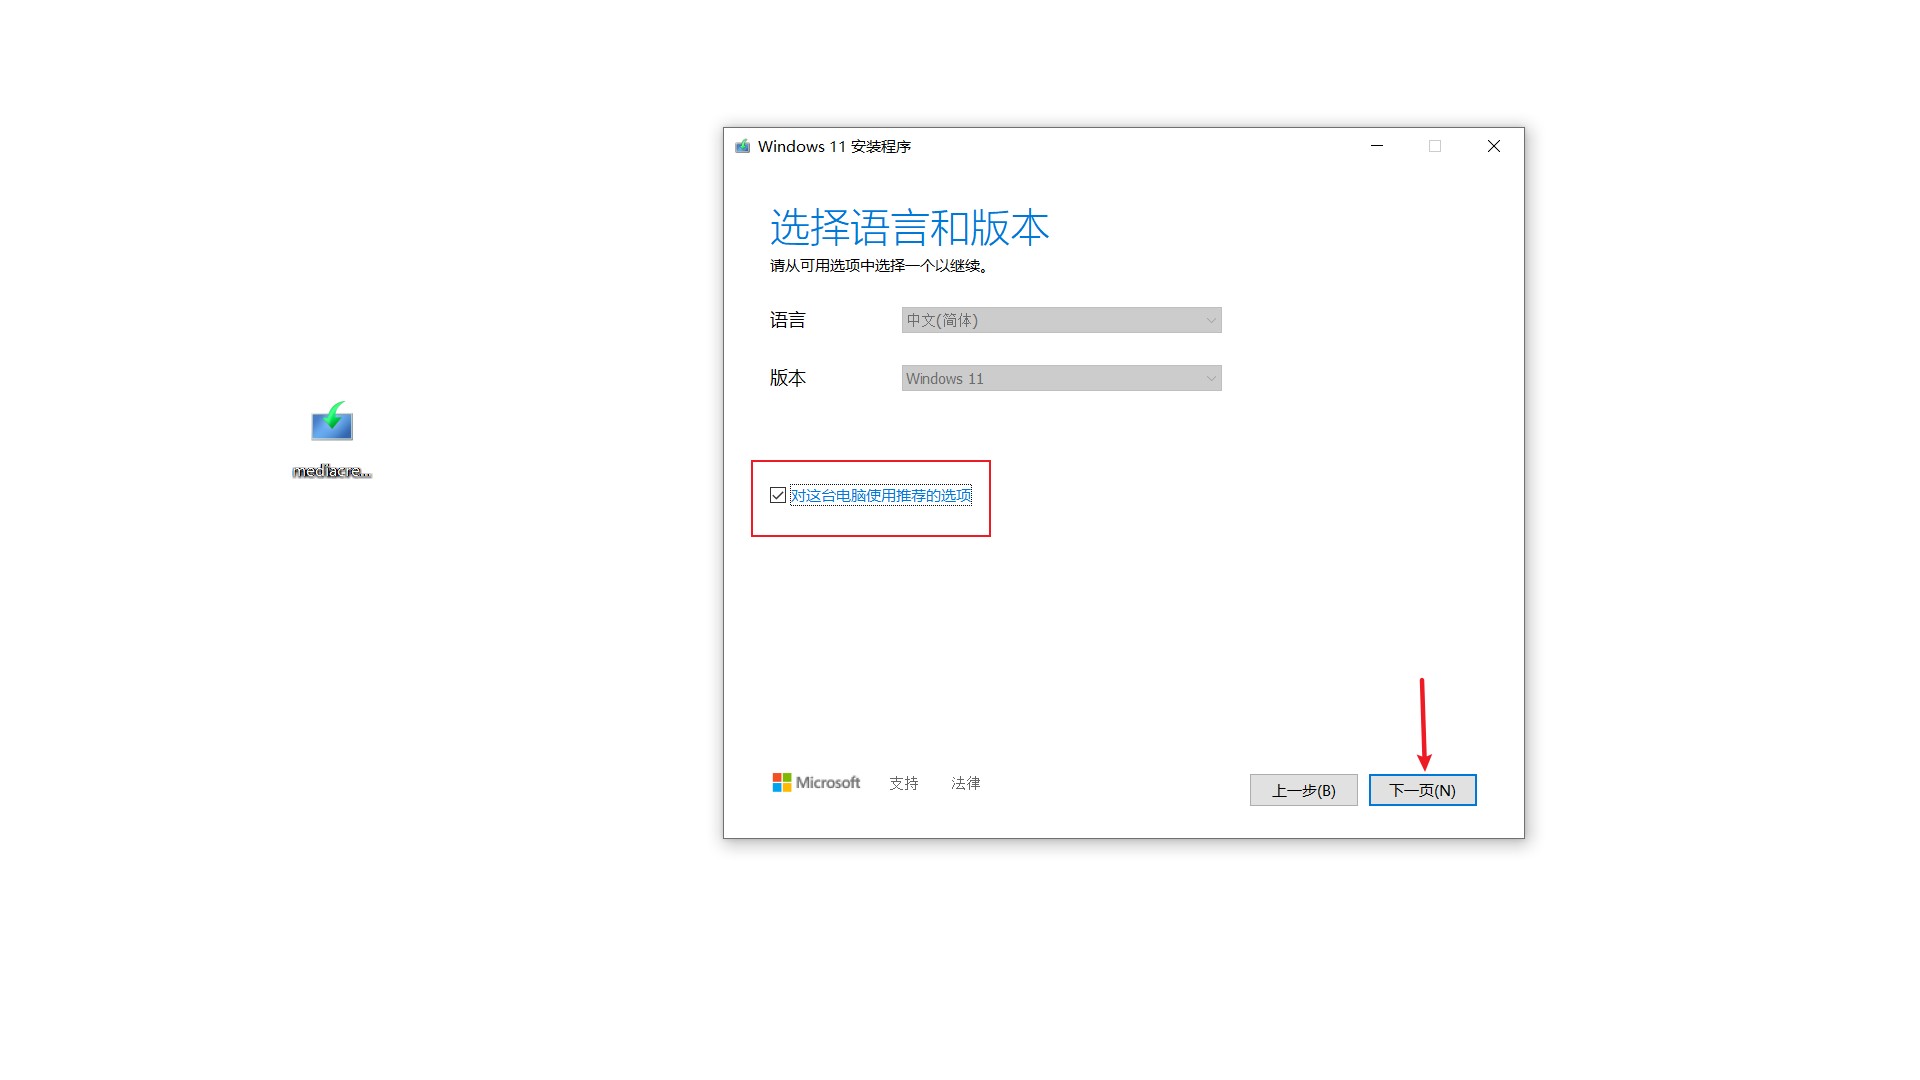 Windows 11 安装程序
选择语言和版本
请从可用选项中选择一个以继续。
语言
中文(简体)
版本
Windows 11
mediacre...
对这台电脑使用推荐的选项
Microsoft
支持
法律
上一步(B)
下一页(N)